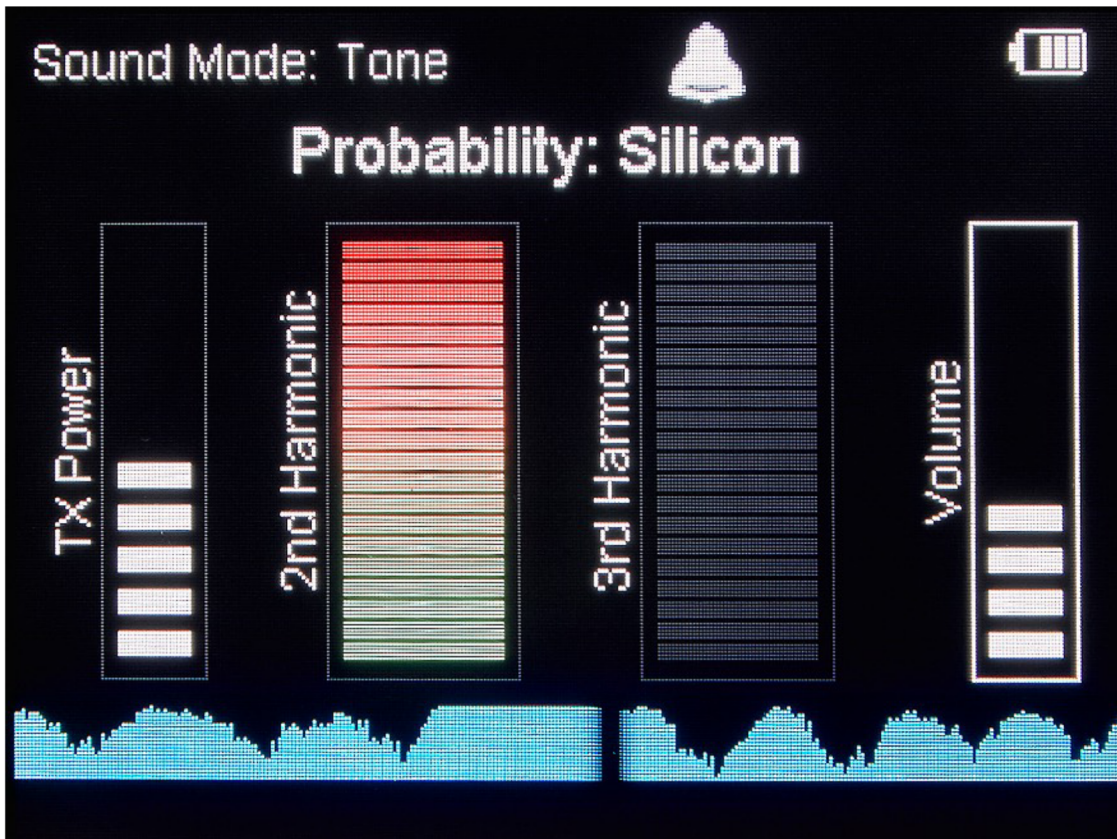 Sound Mode: Tone
Probability: Silicon
TX Power
2nd Harmonic
3rd Harmonic
Volume